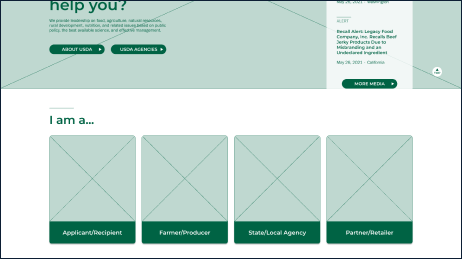 help you?
We provide leadership on food, agriculture, natural resources,
rural development, nutrition, and related issues based on public
policy, the best available science, and effective management.
ABOUT USDA
USDA AGENCIES
May 26, 2021 - Washington
ALERT
Recall Alert: Legacy Food
Company, Inc. Recalls Beef
Jerky Products Due to
Misbranding and an
Undeclared Ingredient
May 26, 2021 - California
MORE MEDIA
I am a...
Applicant/Recipient
Farmer/Producer
State/Local Agency
Partner/Retailer